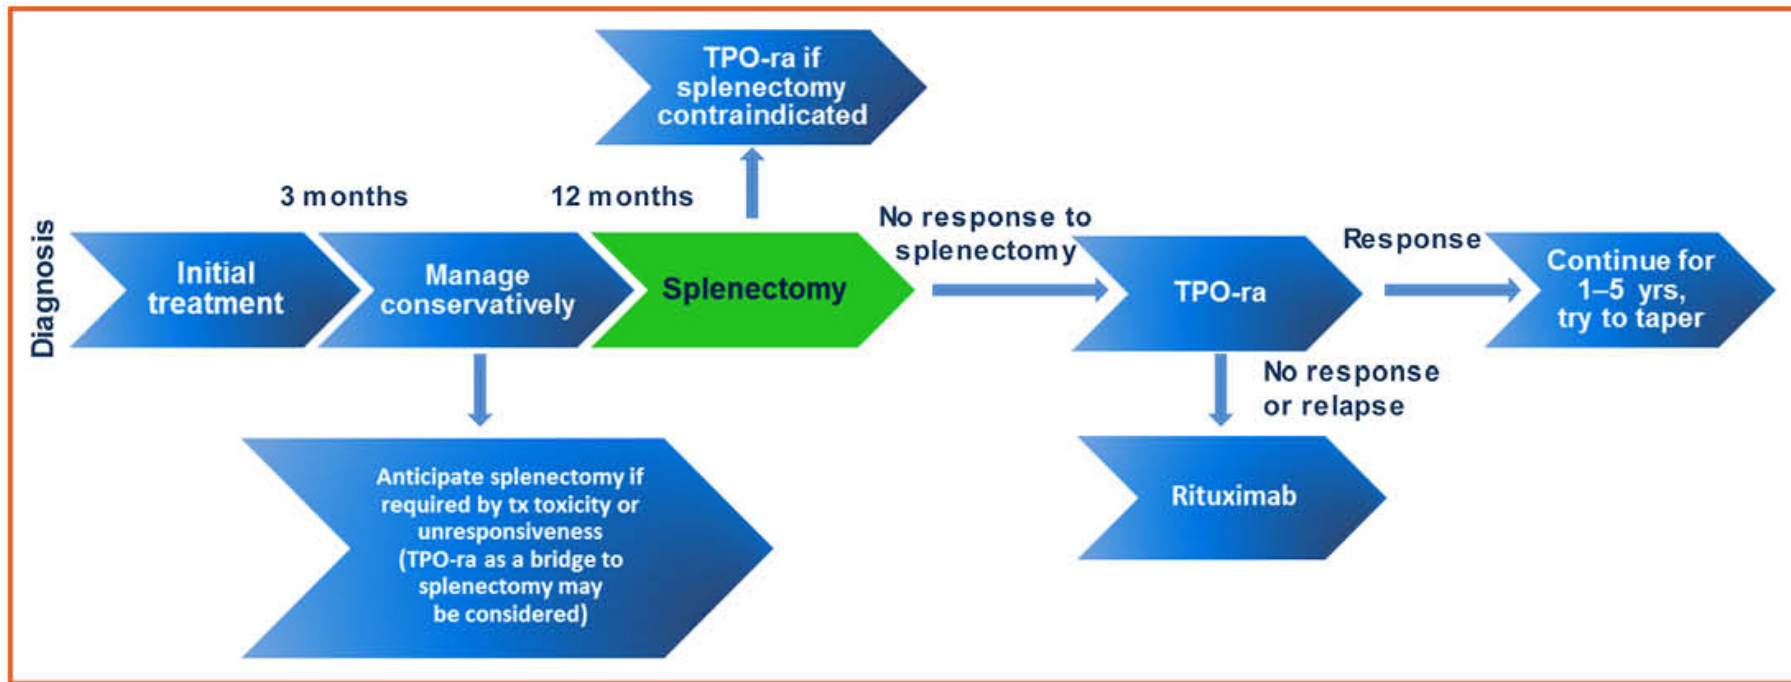 TPO-ra if
splenectomy
contraindicated
3 months
12 months
Diagnosis
Initial
treatment
Manage
conservatively
Splenectomy
No response to
splenectomy
TPO-ra
Response
Continue for
1–5 yrs,
try to taper
No response
or relapse
Anticipate splenectomy if
required by tx toxicity or
unresponsiveness
(TPO-ra as a bridge to
splenectomy may
be considered)
Rituximab